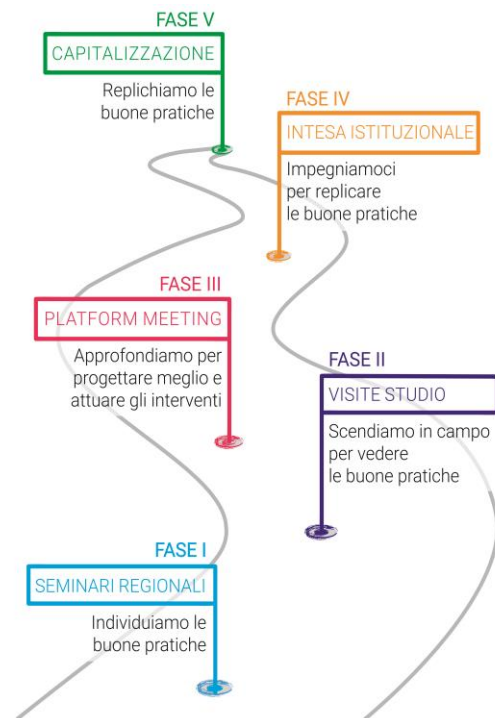 FASE V
CAPITALIZZAZIONE
Replichiamo le
buone pratiche
FASE IV
INTESA ISTITUZIONALE
Impegniamoci
per replicare
le buone pratiche
FASE III
PLATFORM MEETING
Approfondiamo per
progettare meglio e
attuare gli interventi
FASE II
VISITE STUDIO
Scendiamo in campo
per vedere
le buone pratiche
FASE I
SEMINARI REGIONALI
Individuiamo le
buone pratiche